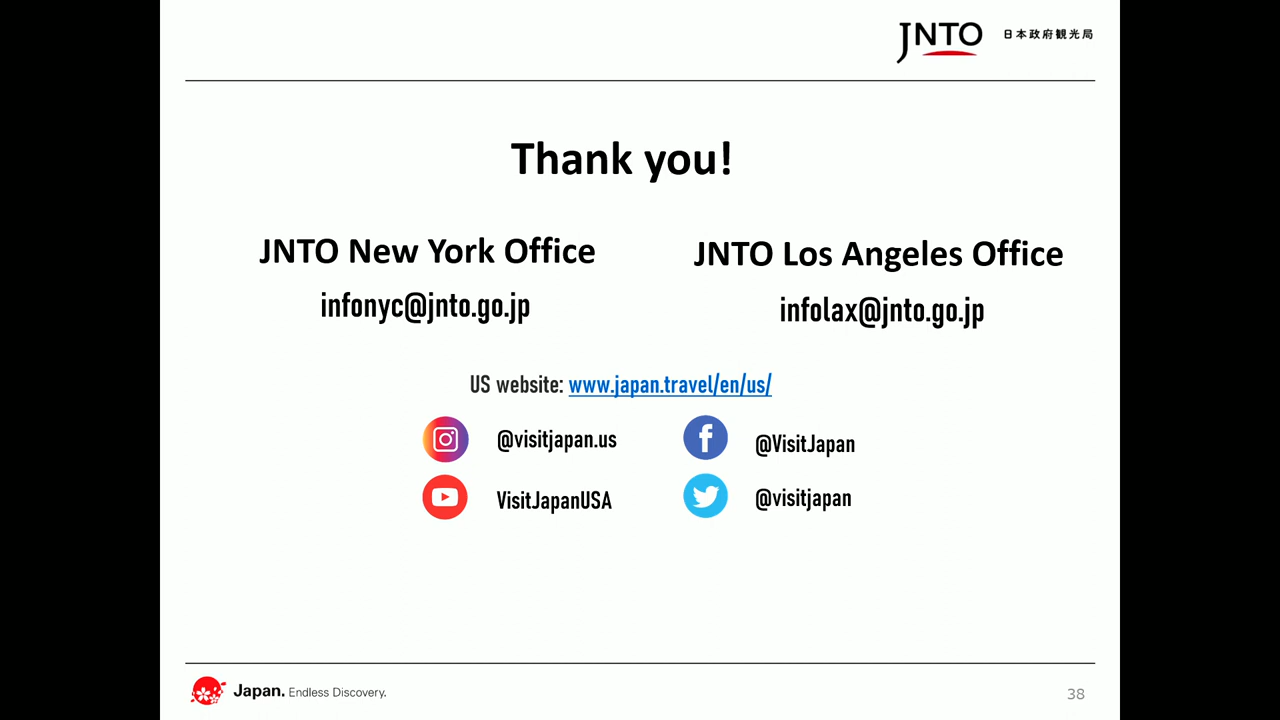 JNTO 日本政府観光局
Thank you!
JNTO New York Office
infonyc@jnto.go.jp
JNTO Los Angeles Office
infolax@jnto.go.jp
US website: www.japan.travel/en/us/
@visitjapan.us
@VisitJapan
VisitJapanUSA
@visitjapan
Japan. Endless Discovery.
38